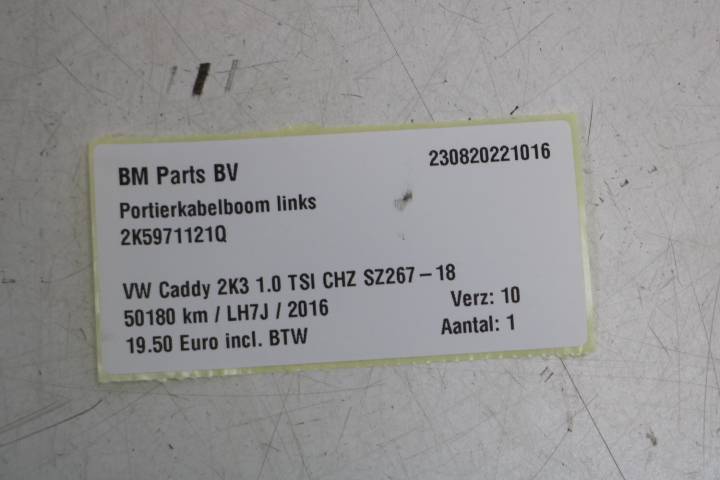 BM Parts BV 230820221016
Portierkabelboom links
2K5971121Q
VW Caddy 2K3 1.0 TSI CHZ SZ267-18
50180 km / LH7J / 2016 Verz: 10
19.50 Euro incl. BTW Aantal: 1